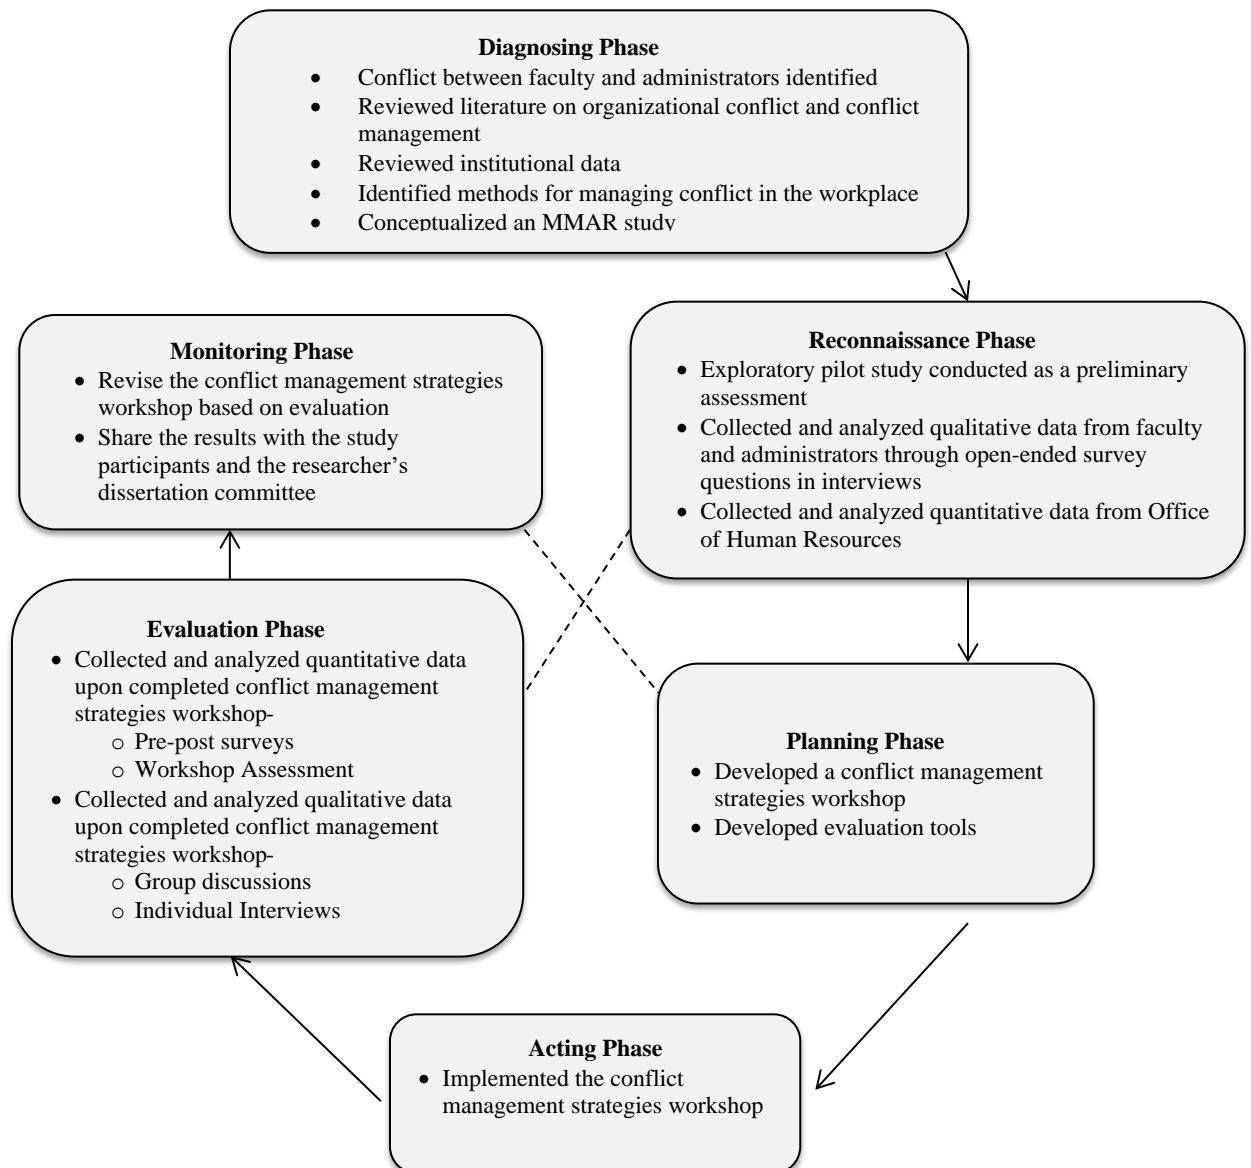 Diagnosing Phase
• Conflict between faculty and administrators identified
• Reviewed literature on organizational conflict and conflict
management
• Reviewed institutional data
• Identified methods for managing conflict in the workplace
• Conceptualized an MMAR study
Reconnaissance Phase
• Exploratory pilot study conducted as a preliminary
assessment
• Collected and analyzed qualitative data from faculty
and administrators through open-ended survey
questions in interviews
• Collected and analyzed quantitative data from Office
of Human Resources
Planning Phase
• Developed a conflict management
strategies workshop
• Developed evaluation tools
Acting Phase
• Implemented the conflict
management strategies workshop
Evaluation Phase
• Collected and analyzed quantitative data
upon completed conflict management
strategies workshop-
o Pre-post surveys
o Workshop Assessment
• Collected and analyzed qualitative data
upon completed conflict management
strategies workshop-
o Group discussions
o Individual Interviews
Monitoring Phase
• Revise the conflict management strategies
workshop based on evaluation
• Share the results with the study
participants and the researcher’s
dissertation committee